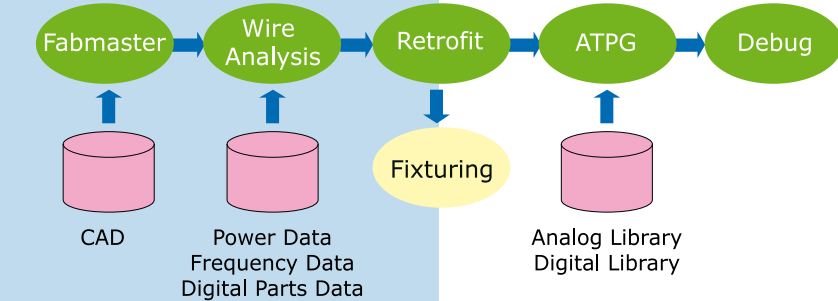 Fabmaster
Wire
Analysis
Retrofit
ATPG
Debug
Fixturing
CAD
Power Data
Frequency Data
Digital Parts Data
Analog Library
Digital Library